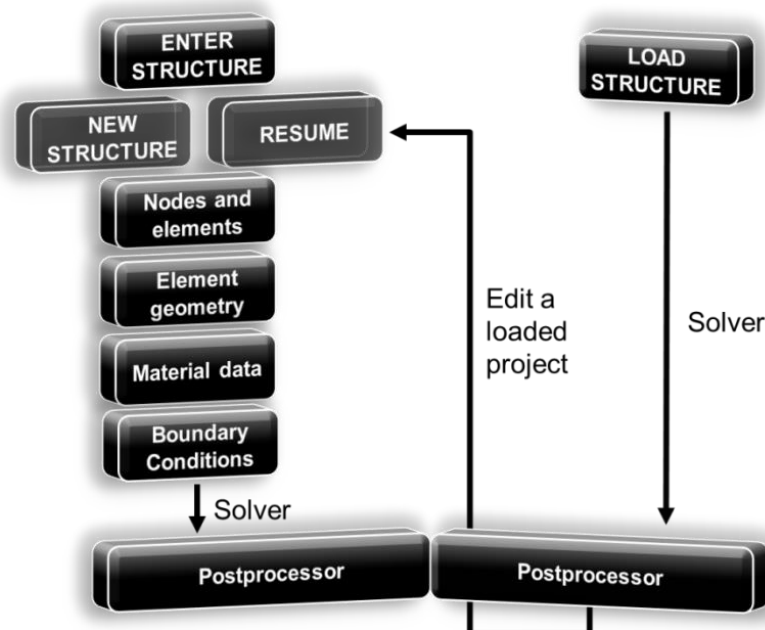 ENTER
STRUCTURE
LOAD
STRUCTURE
NEW
STRUCTURE
RESUME
Nodes and
elements
Element
geometry
Edit a
loaded
project
Solver
Material data
Boundary
Conditions
Solver
Postprocessor
Postprocessor